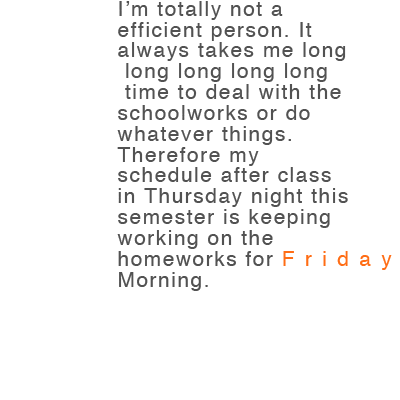 I'm totally not a
efficient person. It
always takes me long
long long long long
time to deal with the
schoolworks or do
whatever things.
Therefore my
schedule after class
in Thursday night this
semester is keeping
working on the
homeworks for F r i d a y
Morning.